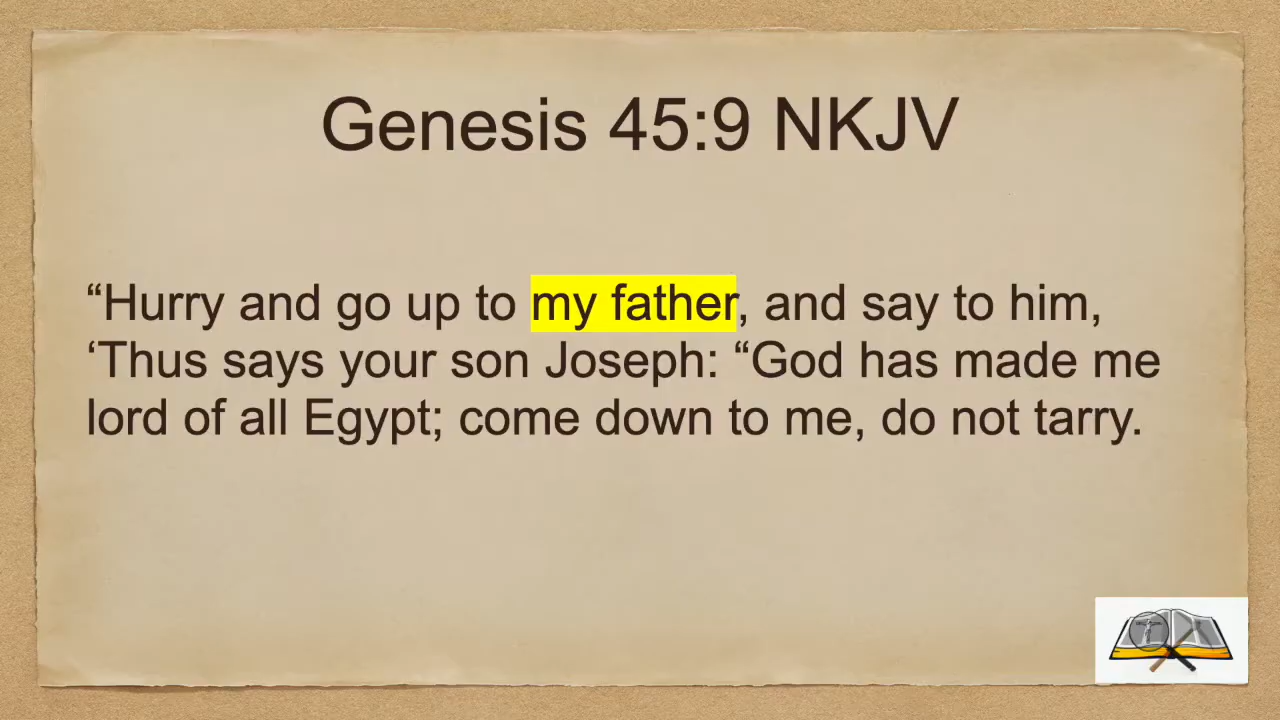 Genesis 45:9 NKJV
“Hurry and go up to my father, and say to him,
‘Thus says your son Joseph: “God has made me
lord of all Egypt; come down to me, do not tarry.